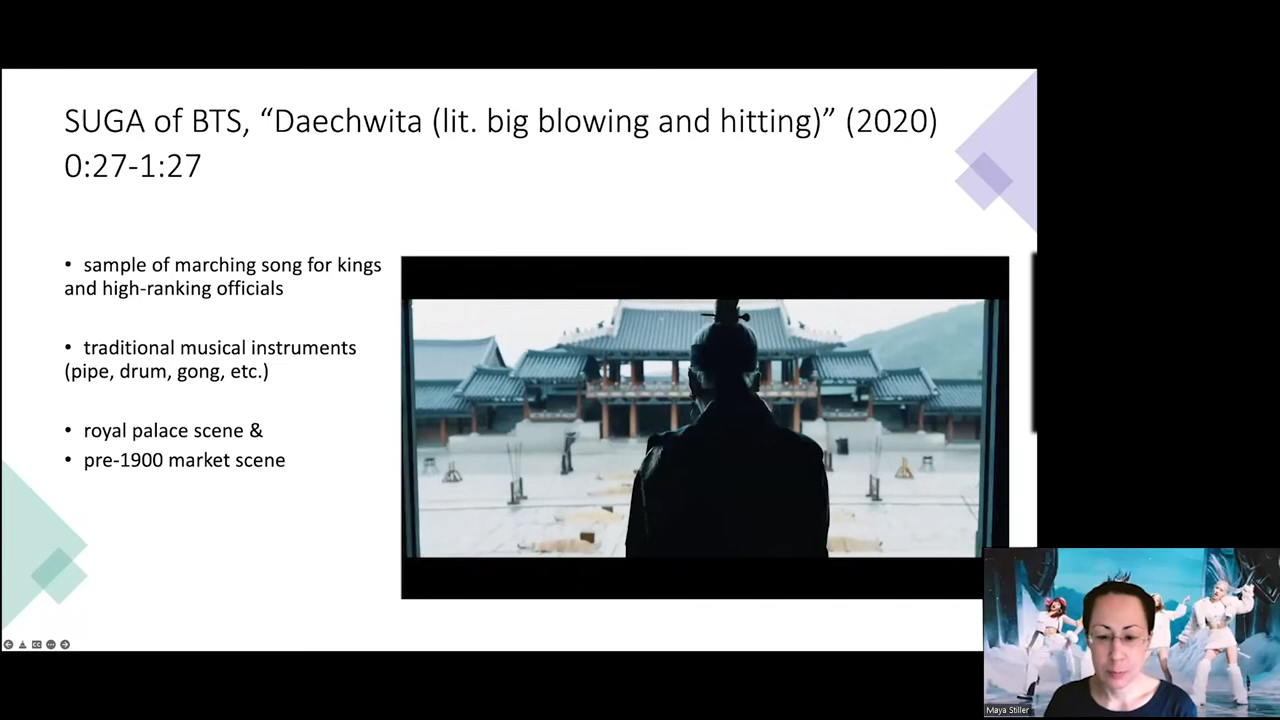 SUGA of BTS, “Daechwita (lit. big blowing and hitting)” (2020)
0:27-1:27
• sample of marching song for kings
and high-ranking officials
• traditional musical instruments
(pipe, drum, gong, etc.)
• royal palace scene &
• pre-1900 market scene
Maya Stiller